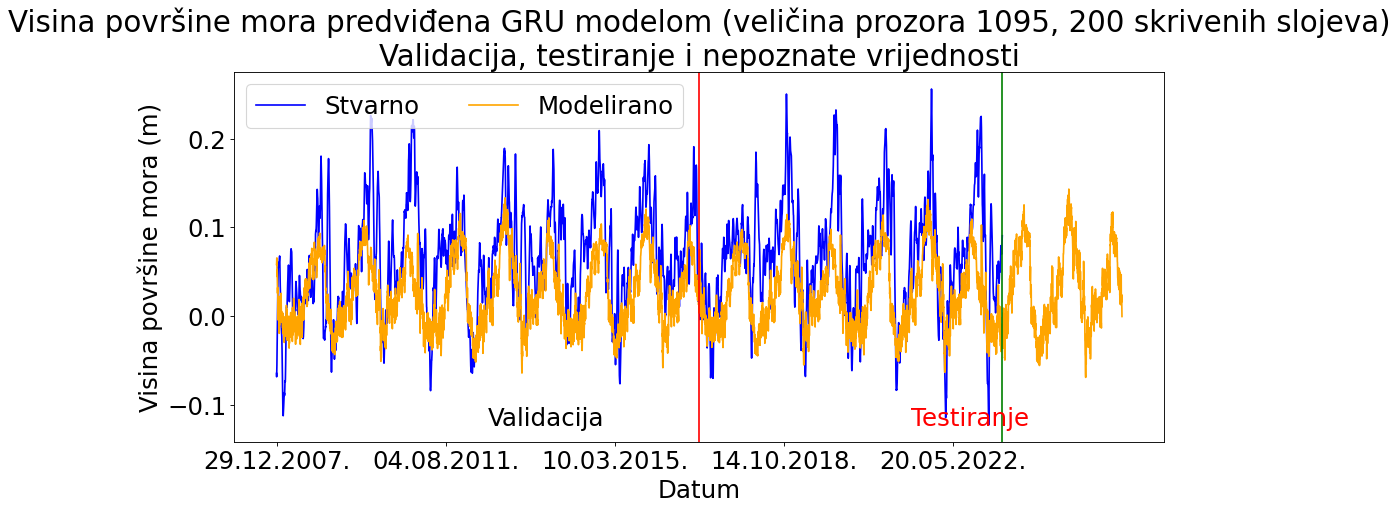 Visina površine mora predviđena GRU modelom (veličina prozora 1095, 200 skrivenih slojeva)
Validacija, testiranje i nepoznate vrijednosti
Stvarno Modelirano
Visina površine mora (m)
0.2
0.1
0.0
−0.1
Validacija
Testiranje
29.12.2007. 04.08.2011. 10.03.2015. 14.10.2018. 20.05.2022.
Datum